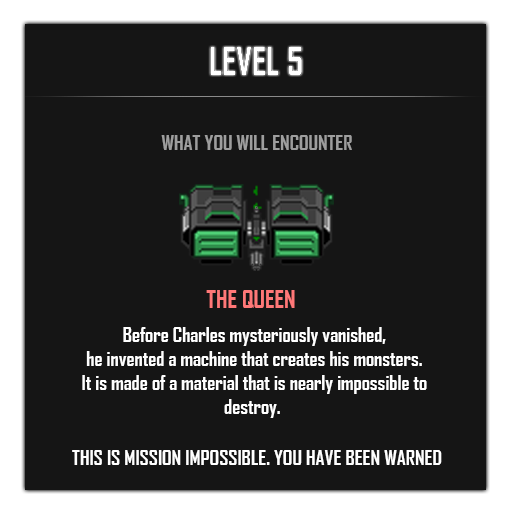 LEVEL 5
WHAT YOU WILL ENCOUNTER
THE QUEEN
Before Charles mysteriously vanished,
he invented a machine that creates his monsters.
It is made of a material that is nearly impossible to
destroy.
THIS IS MISSION IMPOSSIBLE. YOU HAVE BEEN WARNED